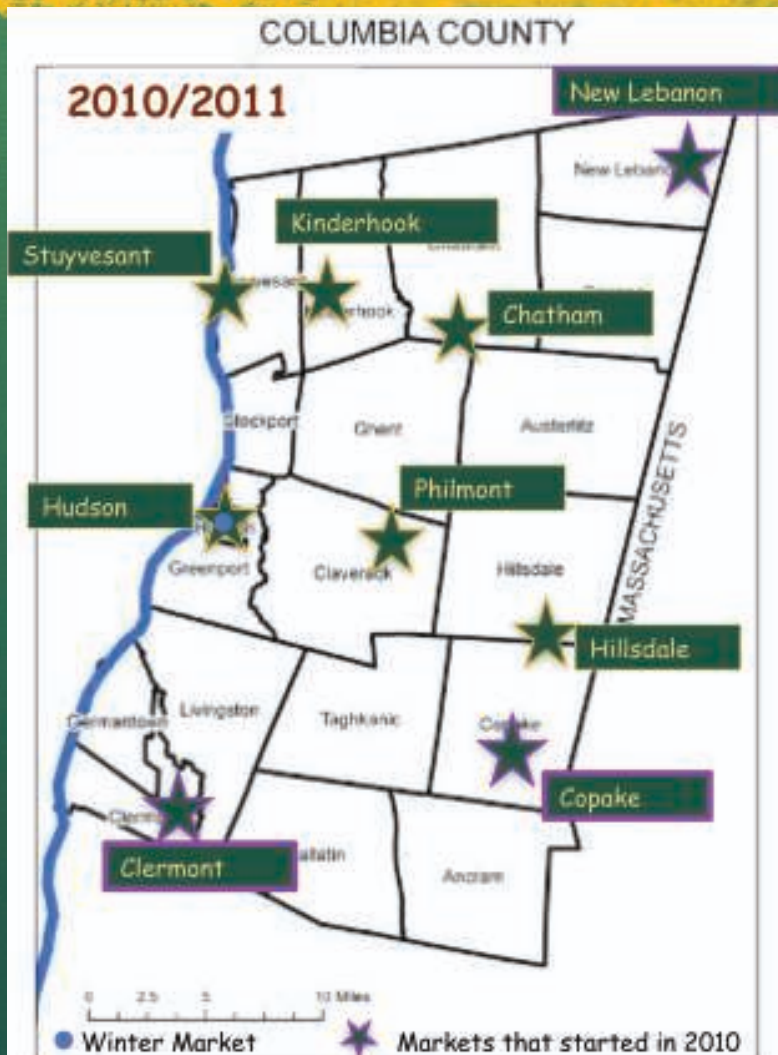 COLUMBIA COUNTY
2010/2011
New Lebanon
Kinderhook
Stuyvesant
Chatham
Stockport
Ghent
Austerlitz
Philmont
Hudson
MASSACHUSETTS
Greenport
Claverack
Hillsdale
Hillsdale
Livingston
Germantown
Taghkanic
Copake
Copake
Clermont
Ancram
0 2.5 5 10 Miles
Winter Market
Markets that started in 2010